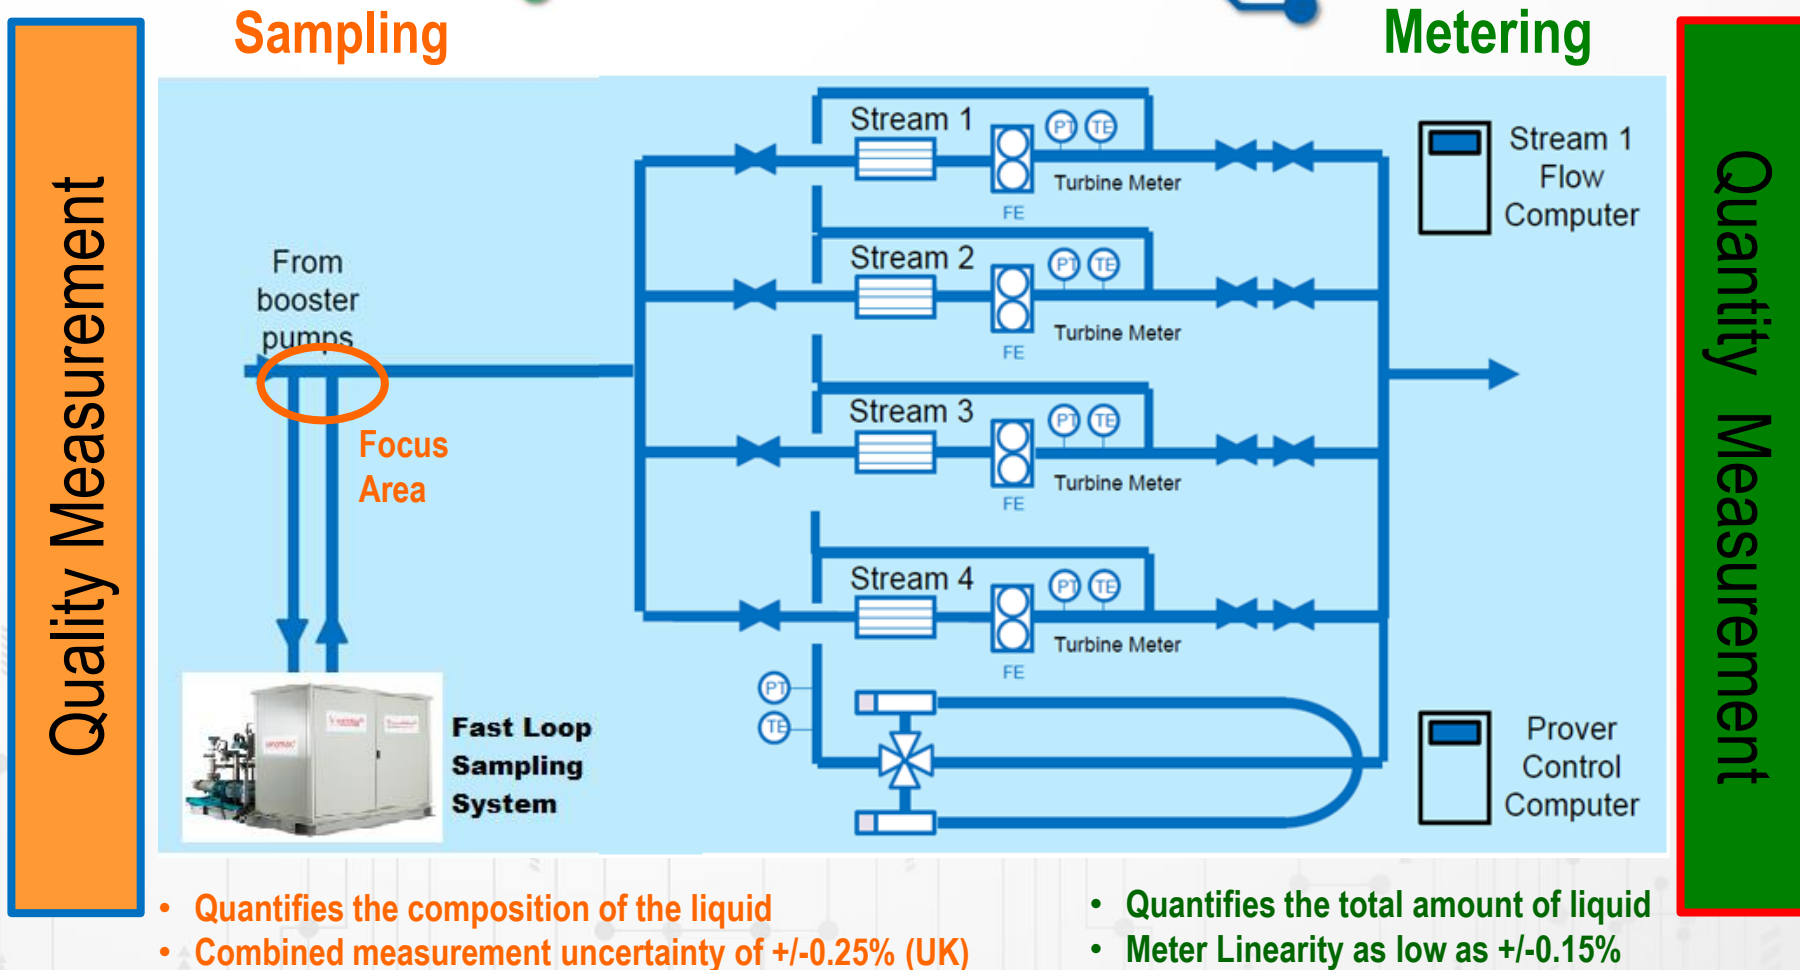 Sampling
Metering
Quality Measurement
Quantity Measurement
Stream 1
PT
TE
Turbine Meter
FE
Stream 1
Flow
Computer
From
booster
pumps
Stream 2
PT
TE
Turbine Meter
FE
Focus
Area
Stream 3
PT
TE
Turbine Meter
FE
Stream 4
PT
TE
Turbine Meter
FE
PT
TE
Fast Loop
Sampling
System
Prover
Control
Computer
• Quantifies the composition of the liquid
• Combined measurement uncertainty of +/-0.25% (UK)
• Quantifies the total amount of liquid
• Meter Linearity as low as +/-0.15%